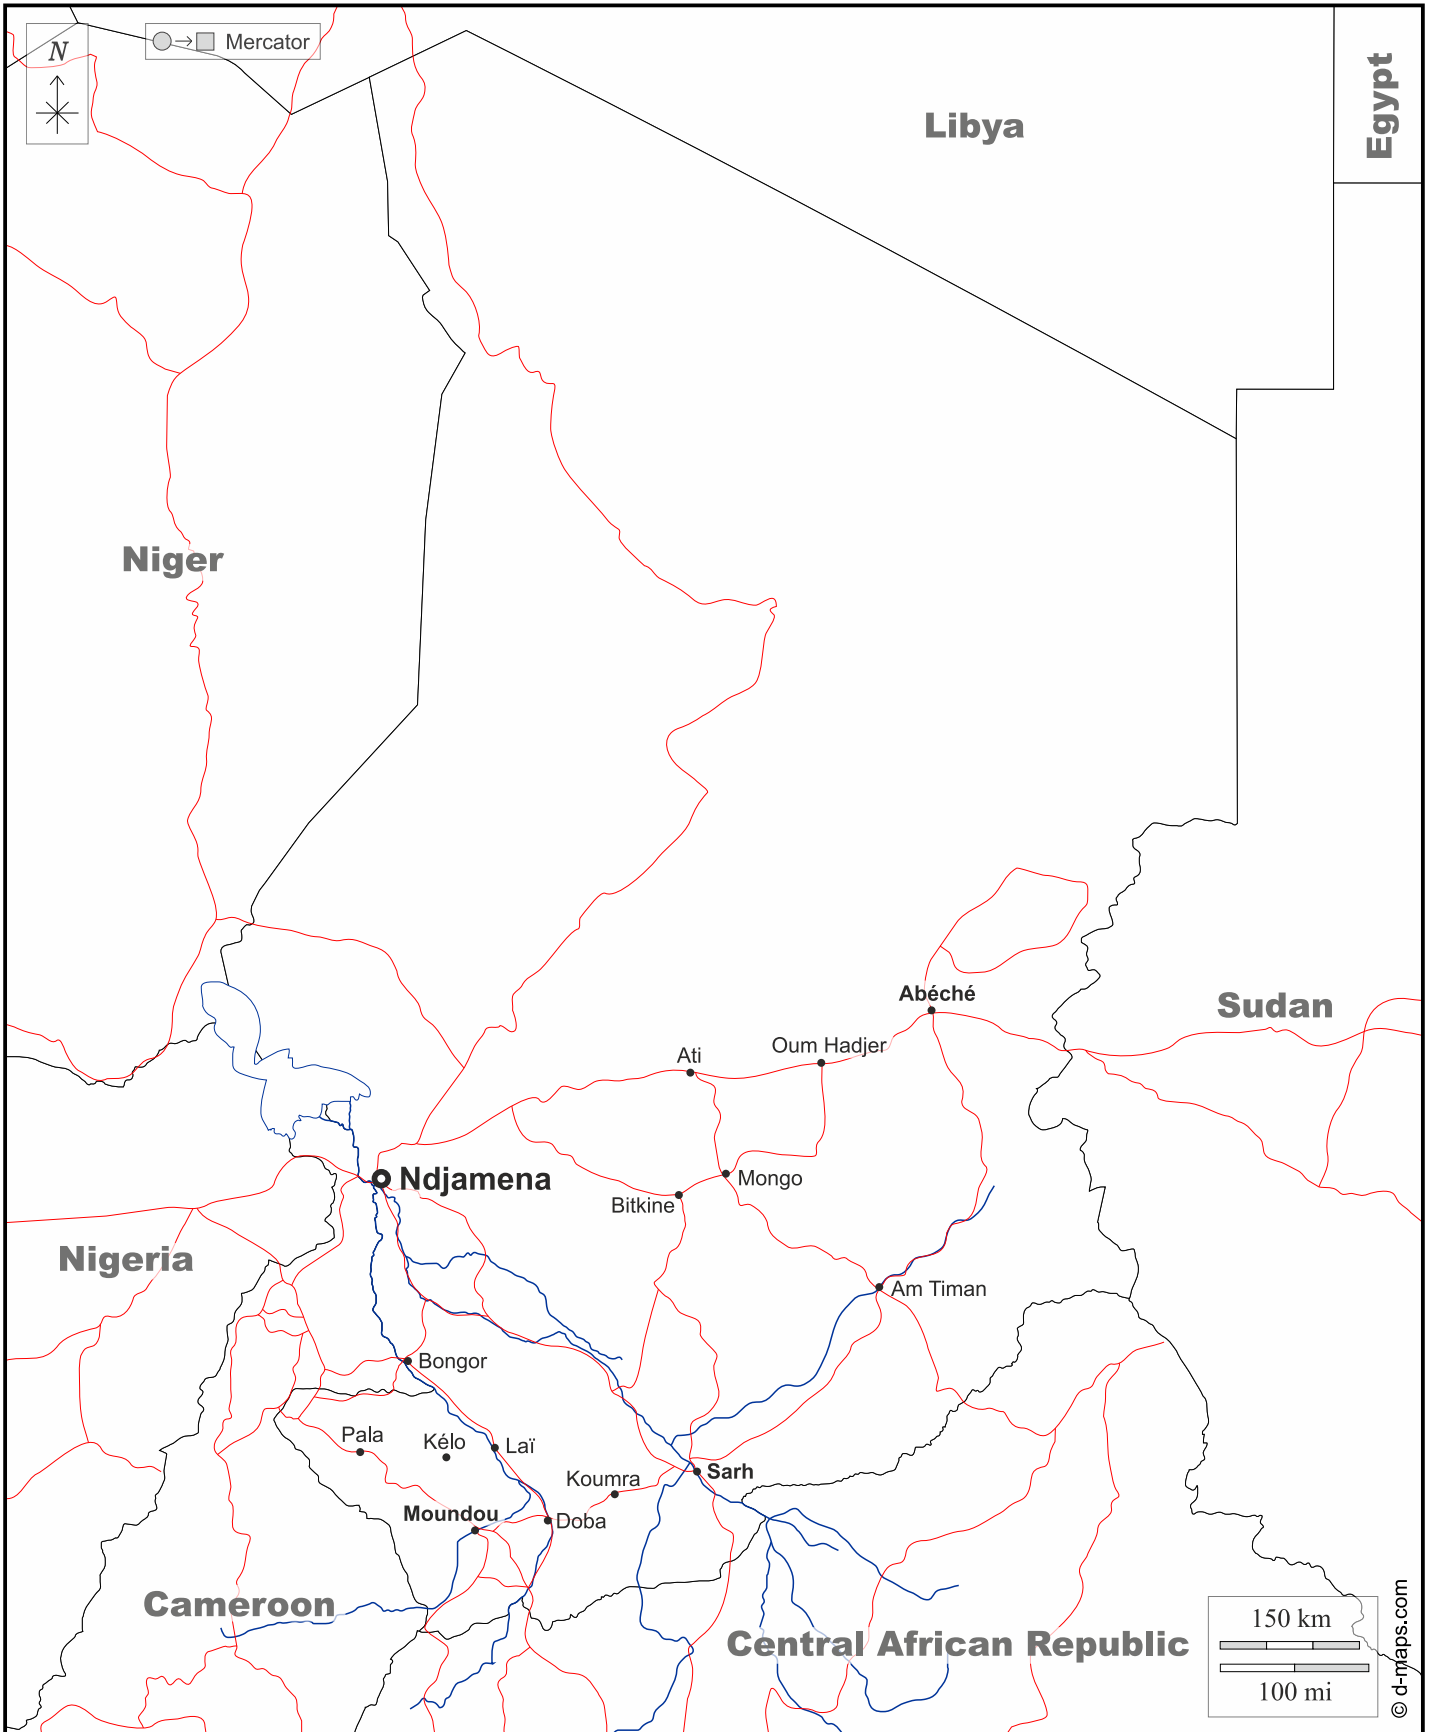 N
Mercator
Libya
Egypt
Niger
Abéché
Sudan
Ati
Oum Hadjer
Ndjamena
Mongo
Bitkine
Nigeria
Am Timan
Bongor
Pala
Kélo
Laï
Koumra
Sarh
Moundou
Doba
Cameroon
Central African Republic
150 km
100 mi
© d-maps.com